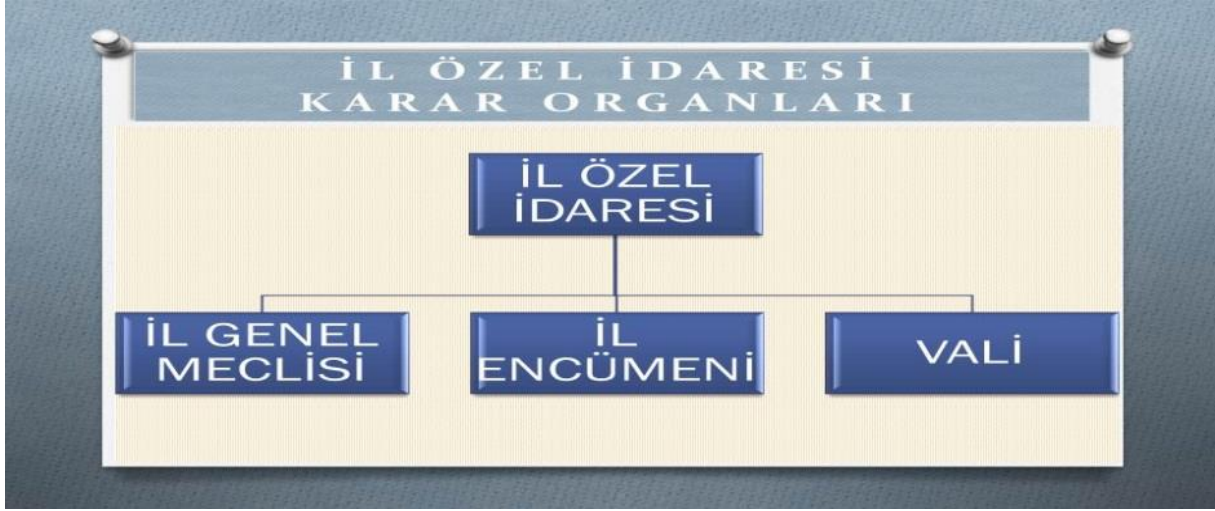 İL ÖZEL İDARESİ
KARAR ORGANLARI
İL ÖZEL
İDARESİ
İL GENEL
MECLİSİ
İL
ENCÜMENİ
VALİ